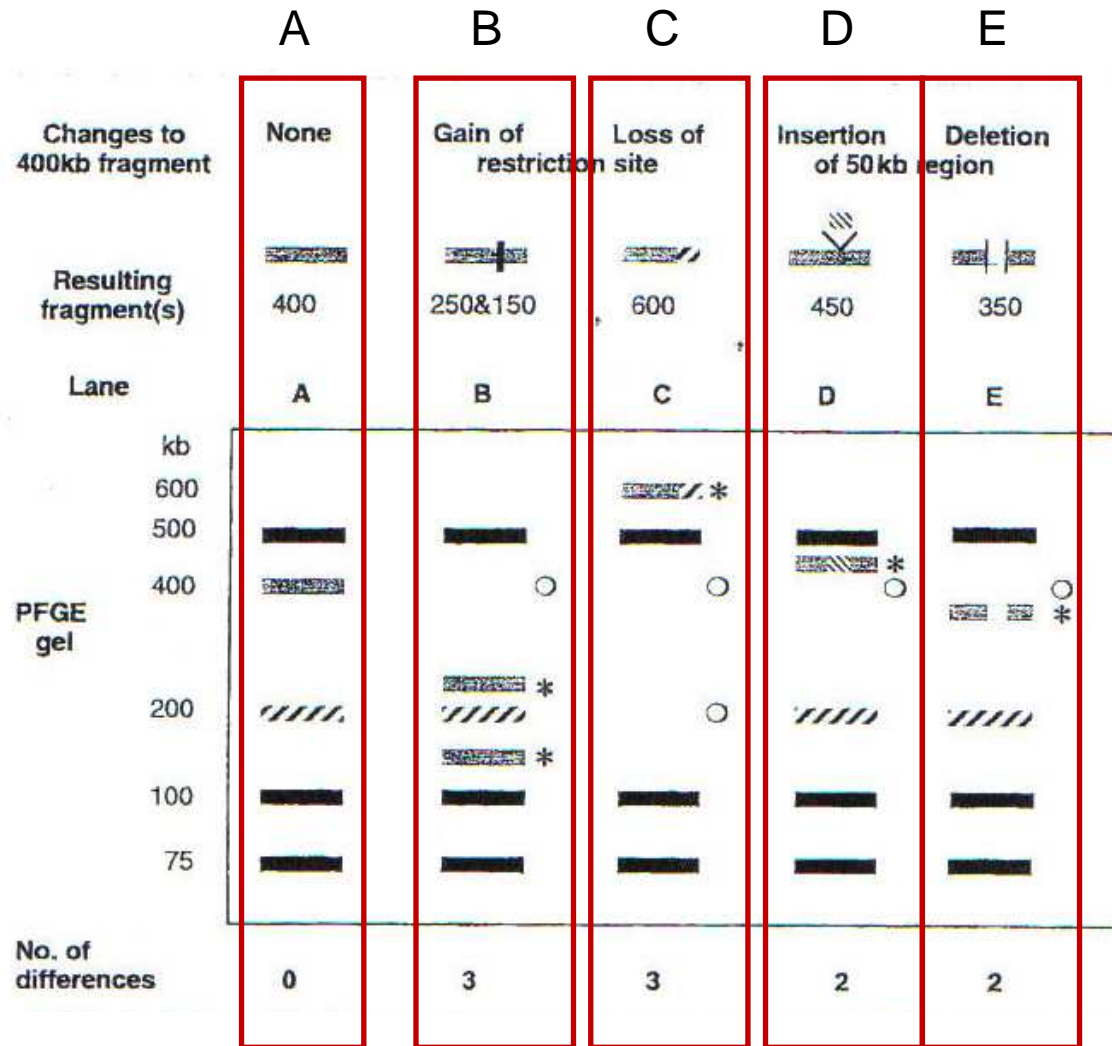 A B C D E
Changes to None Gain of Loss of Insertion Deletion
400kb fragment restriction site of 50kb region
Resulting
fragment(s) 400 250&150 600 450 350
Lane A B C D E
kb
600 *
500
400 *
PFGE
gel *
*
200
*
100
75
No. of
differences 0 3 3 2 2